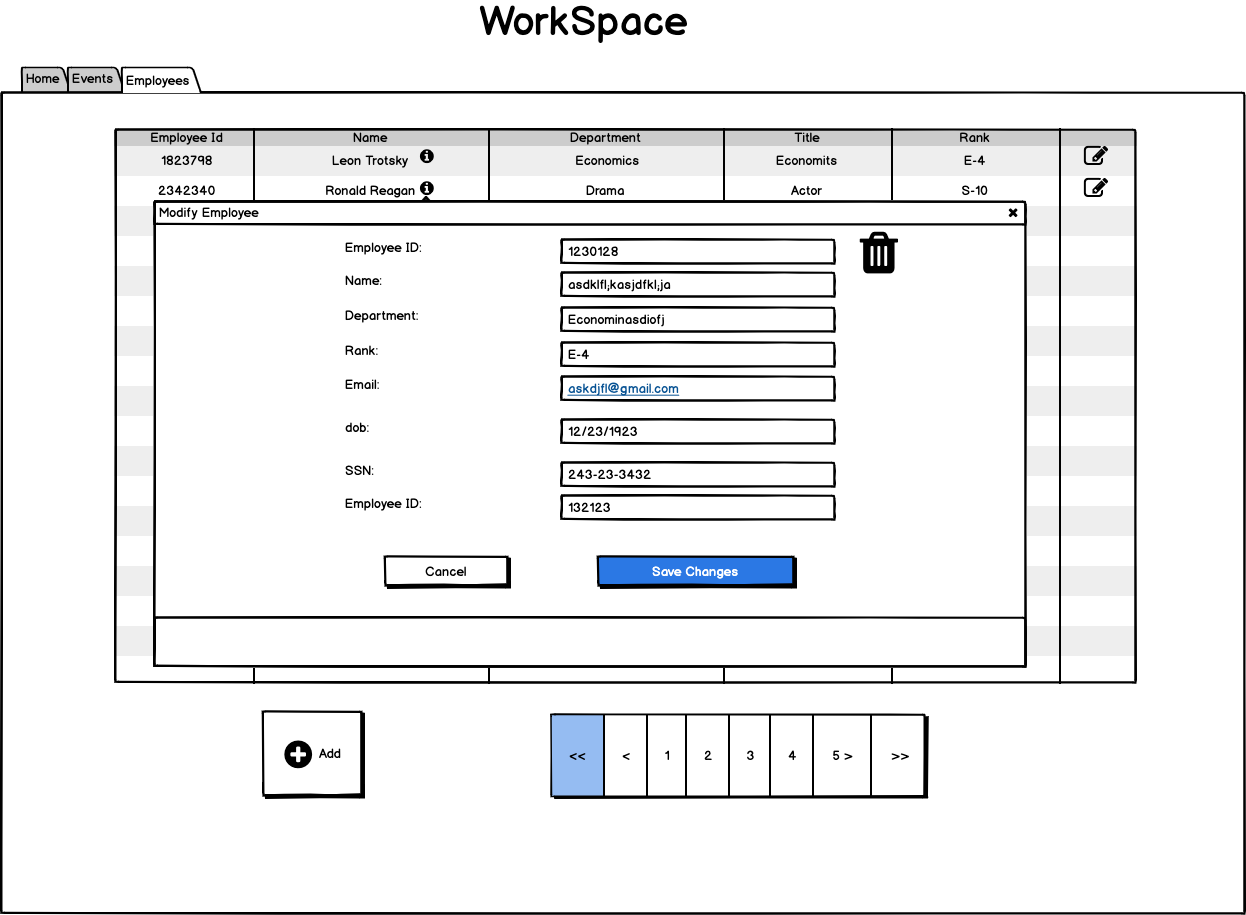 WorkSpace
Home Events Employees
Employee Id Name Department Title Rank
1823798 Leon Trotsky Economics Economits E-4
2342340 Ronald Reagan Drama Actor S-10
Modify Employee
Employee ID: 1230128
Name: asdklfl;kasjdfkl;ja
Department: Econominasdiofj
Rank: E-4
Email: askdjfl@gmail.com
dob: 12/23/1923
SSN: 243-23-3432
Employee ID: 132123
Cancel Save Changes
Add << < 1 2 3 4 5 > >>